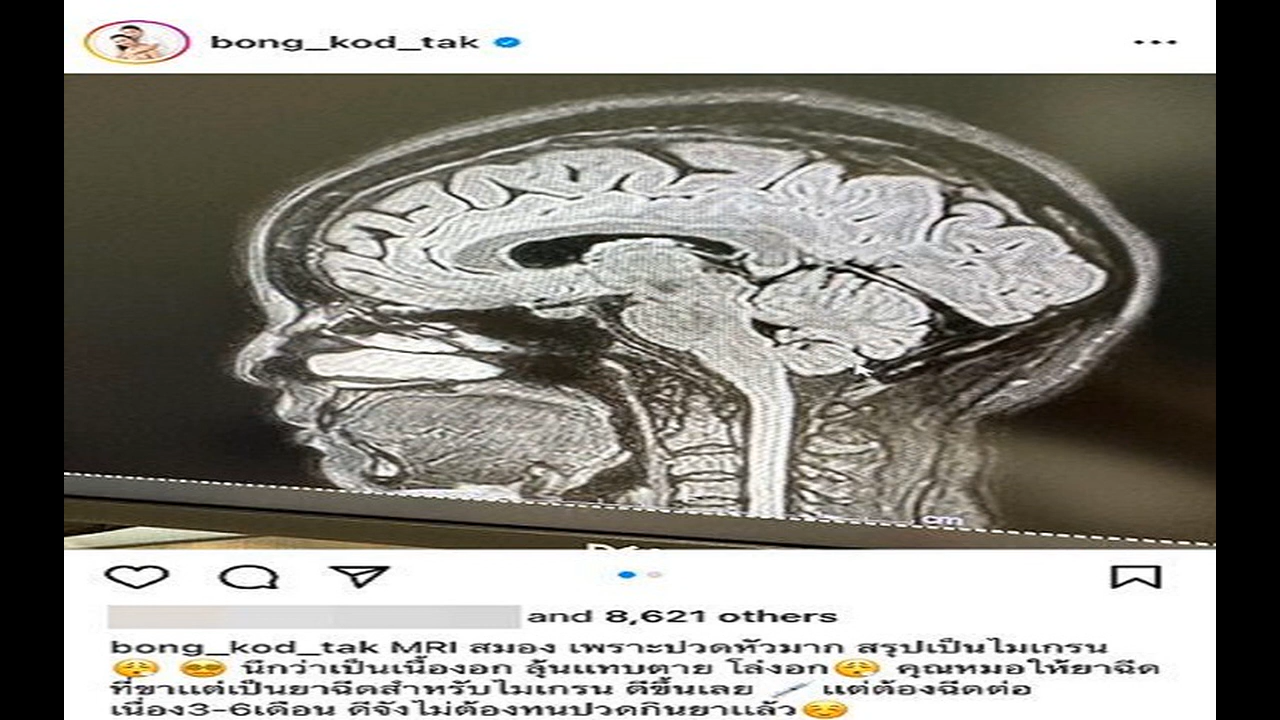 bong_kod_tak
cm
and 8,621 others
bong_kod_tak MRI สมอง เพราะปวดหัวมาก สรุปเป็นไมเกรน
นึกว่าเป็นเนื้องอก ลุ้นแทบตาย โล่งอก คุณหมอให้ยาฉีด
ที่ขาแต่เป็นยาฉีดสำหรับไมเกรน ดีขึ้นเลย แต่ต้องฉีดต่อ
เนื่อง3-6เดือน ดีจังไม่ต้องทนปวดกินยาแล้ว